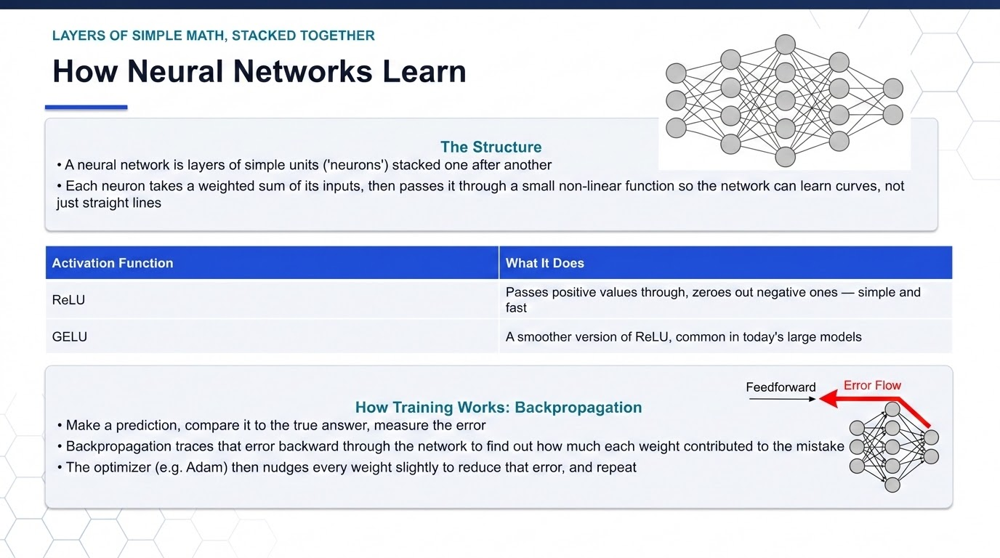 LAYERS OF SIMPLE MATH, STACKED TOGETHER
How Neural Networks Learn
The Structure
• A neural network is layers of simple units ('neurons') stacked one after another
• Each neuron takes a weighted sum of its inputs, then passes it through a small non-linear function so the network can learn curves, not
just straight lines
Activation Function
What It Does
ReLU
Passes positive values through, zeroes out negative ones — simple and
fast
GELU
A smoother version of ReLU, common in today's large models
Feedforward
Error Flow
How Training Works: Backpropagation
• Make a prediction, compare it to the true answer, measure the error
• Backpropagation traces that error backward through the network to find out how much each weight contributed to the mistake
• The optimizer (e.g. Adam) then nudges every weight slightly to reduce that error, and repeat